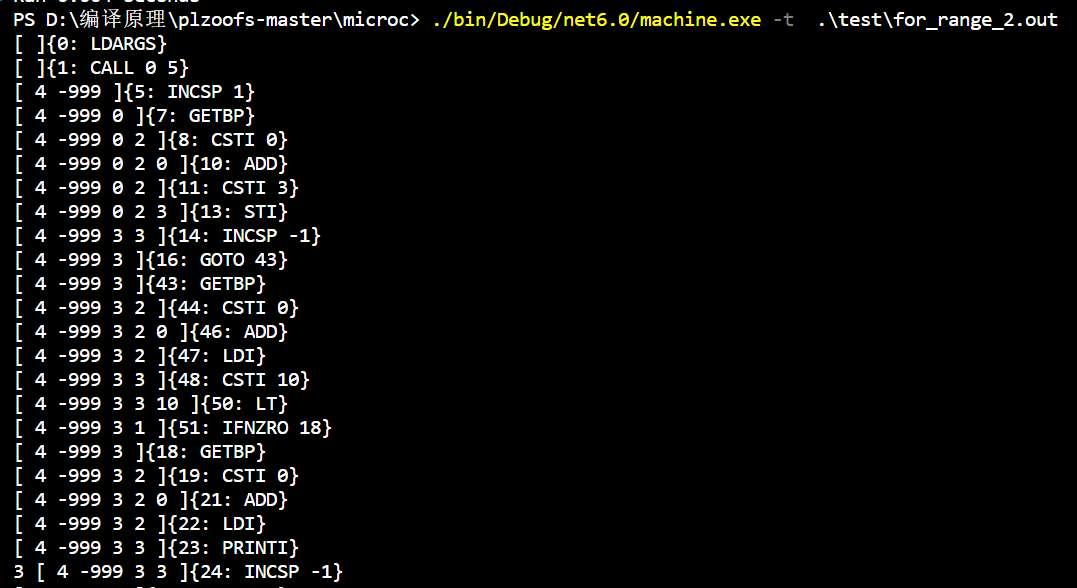 PS D:\编译原理\plzoofs-master\microc> ./bin/Debug/net6.0/machine.exe -t  .\test\for_range_2.out
[ ]{0: LDARGS}
[ ]{1: CALL 0 5}
[ 4 -999 ]{5: INCSP 1}
[ 4 -999 0 ]{7: GETBP}
[ 4 -999 0 2 ]{8: CSTI 0}
[ 4 -999 0 2 0 ]{10: ADD}
[ 4 -999 0 2 ]{11: CSTI 3}
[ 4 -999 0 2 3 ]{13: STI}
[ 4 -999 3 3 ]{14: INCSP -1}
[ 4 -999 3 ]{16: GOTO 43}
[ 4 -999 3 ]{43: GETBP}
[ 4 -999 3 2 ]{44: CSTI 0}
[ 4 -999 3 2 0 ]{46: ADD}
[ 4 -999 3 2 ]{47: LDI}
[ 4 -999 3 3 ]{48: CSTI 10}
[ 4 -999 3 3 10 ]{50: LT}
[ 4 -999 3 1 ]{51: IFNZRO 18}
[ 4 -999 3 ]{18: GETBP}
[ 4 -999 3 2 ]{19: CSTI 0}
[ 4 -999 3 2 0 ]{21: ADD}
[ 4 -999 3 2 ]{22: LDI}
[ 4 -999 3 3 ]{23: PRINTI}
3 [ 4 -999 3 3 ]{24: INCSP -1}